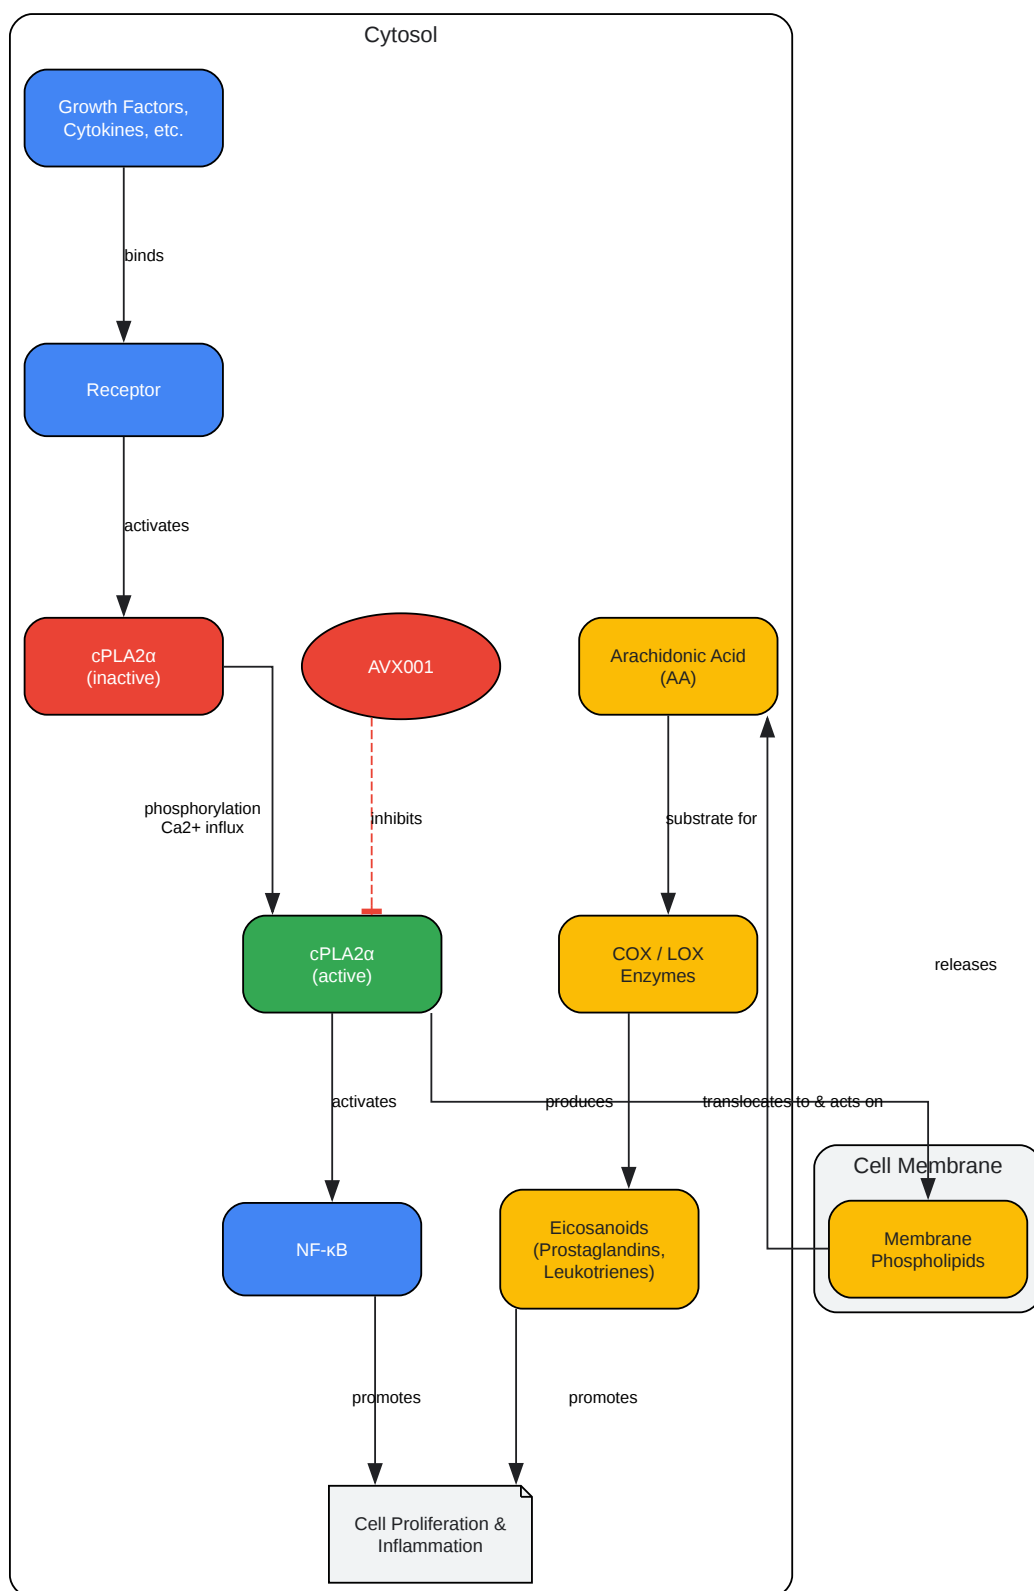 Cytosol
Growth Factors,
Cytokines, etc.
binds
Receptor
activates
cPLA2α
(inactive)
AVX001
Arachidonic Acid
(AA)
phosphorylation
Ca2+ influx
inhibits
substrate for
cPLA2α
(active)
COX / LOX
Enzymes
releases
activates
produces
translocates to & acts on
Cell Membrane
NF-κB
Eicosanoids
(Prostaglandins,
Leukotrienes)
Membrane
Phospholipids
promotes
promotes
Cell Proliferation &
Inflammation